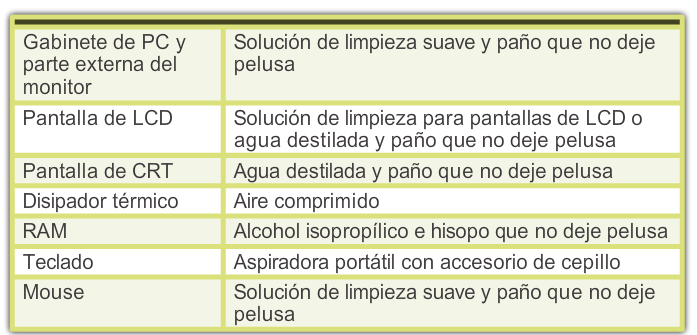 Gabinete de PC y
parte externa del
monitor
Solución de limpieza suave y paño que no deje
pelusa
Pantalla de LCD
Solución de limpieza para pantallas de LCD o
agua destilada y paño que no deje pelusa
Pantalla de CRT
Agua destilada y paño que no deje pelusa
Disipador térmico
Aire comprimido
RAM
Alcohol isopropílico e hisopo que no deje pelusa
Teclado
Aspiradora portátil con accesorio de cepillo
Mouse
Solución de limpieza suave y paño que no deje
pelusa